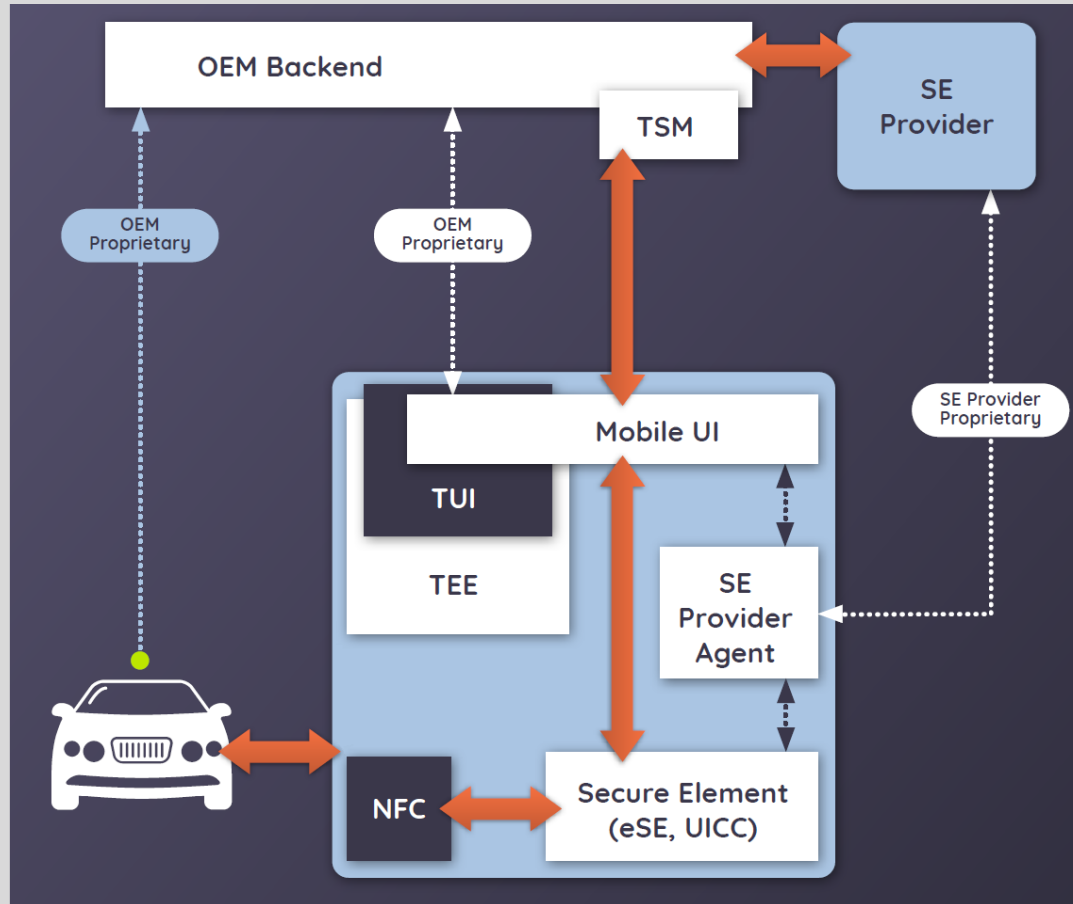 OEM Backend
TSM
SE
Provider
OEM
Proprietary
OEM
Proprietary
SE Provider
Proprietary
Mobile UI
TUI
TEE
SE
Provider
Agent
NFC
Secure Element
(eSE, UICC)